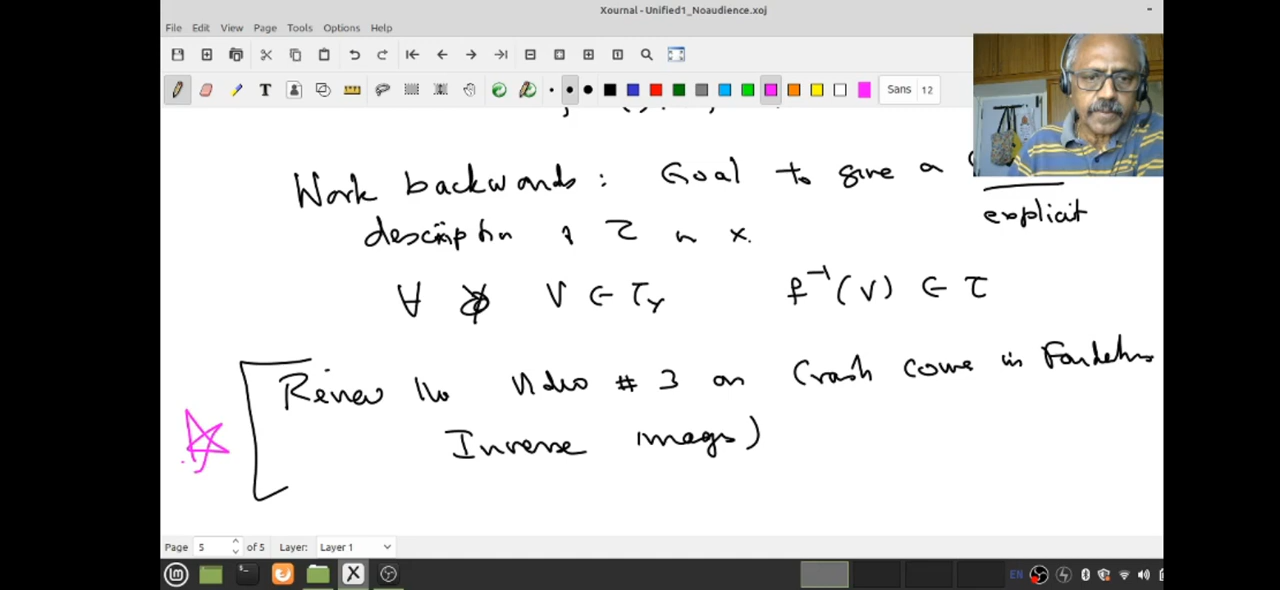 Xournal - Unified1_Noaudience.xoj
File Edit View Page Tools Options Help
Sans 12
Work backwards : Goal to give a
explicit
description of τ on X.
∀ V ∈ τ_Y f⁻¹(V) ∈ τ
Review the Video # 3 on Crash course in
Inverse images)
Page 5 of 5 Layer: Layer 1
EN